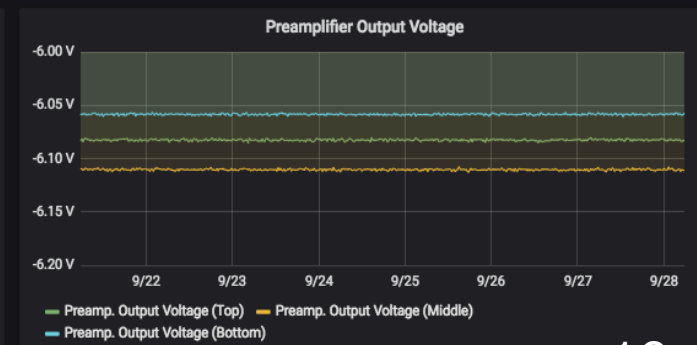 Preamplifier Output Voltage
-6.00 V
-6.05 V
-6.10 V
-6.15 V
-6.20 V
9/22 9/23 9/24 9/25 9/26 9/27 9/28
Preamp. Output Voltage (Top) Preamp. Output Voltage (Middle)
Preamp. Output Voltage (Bottom)